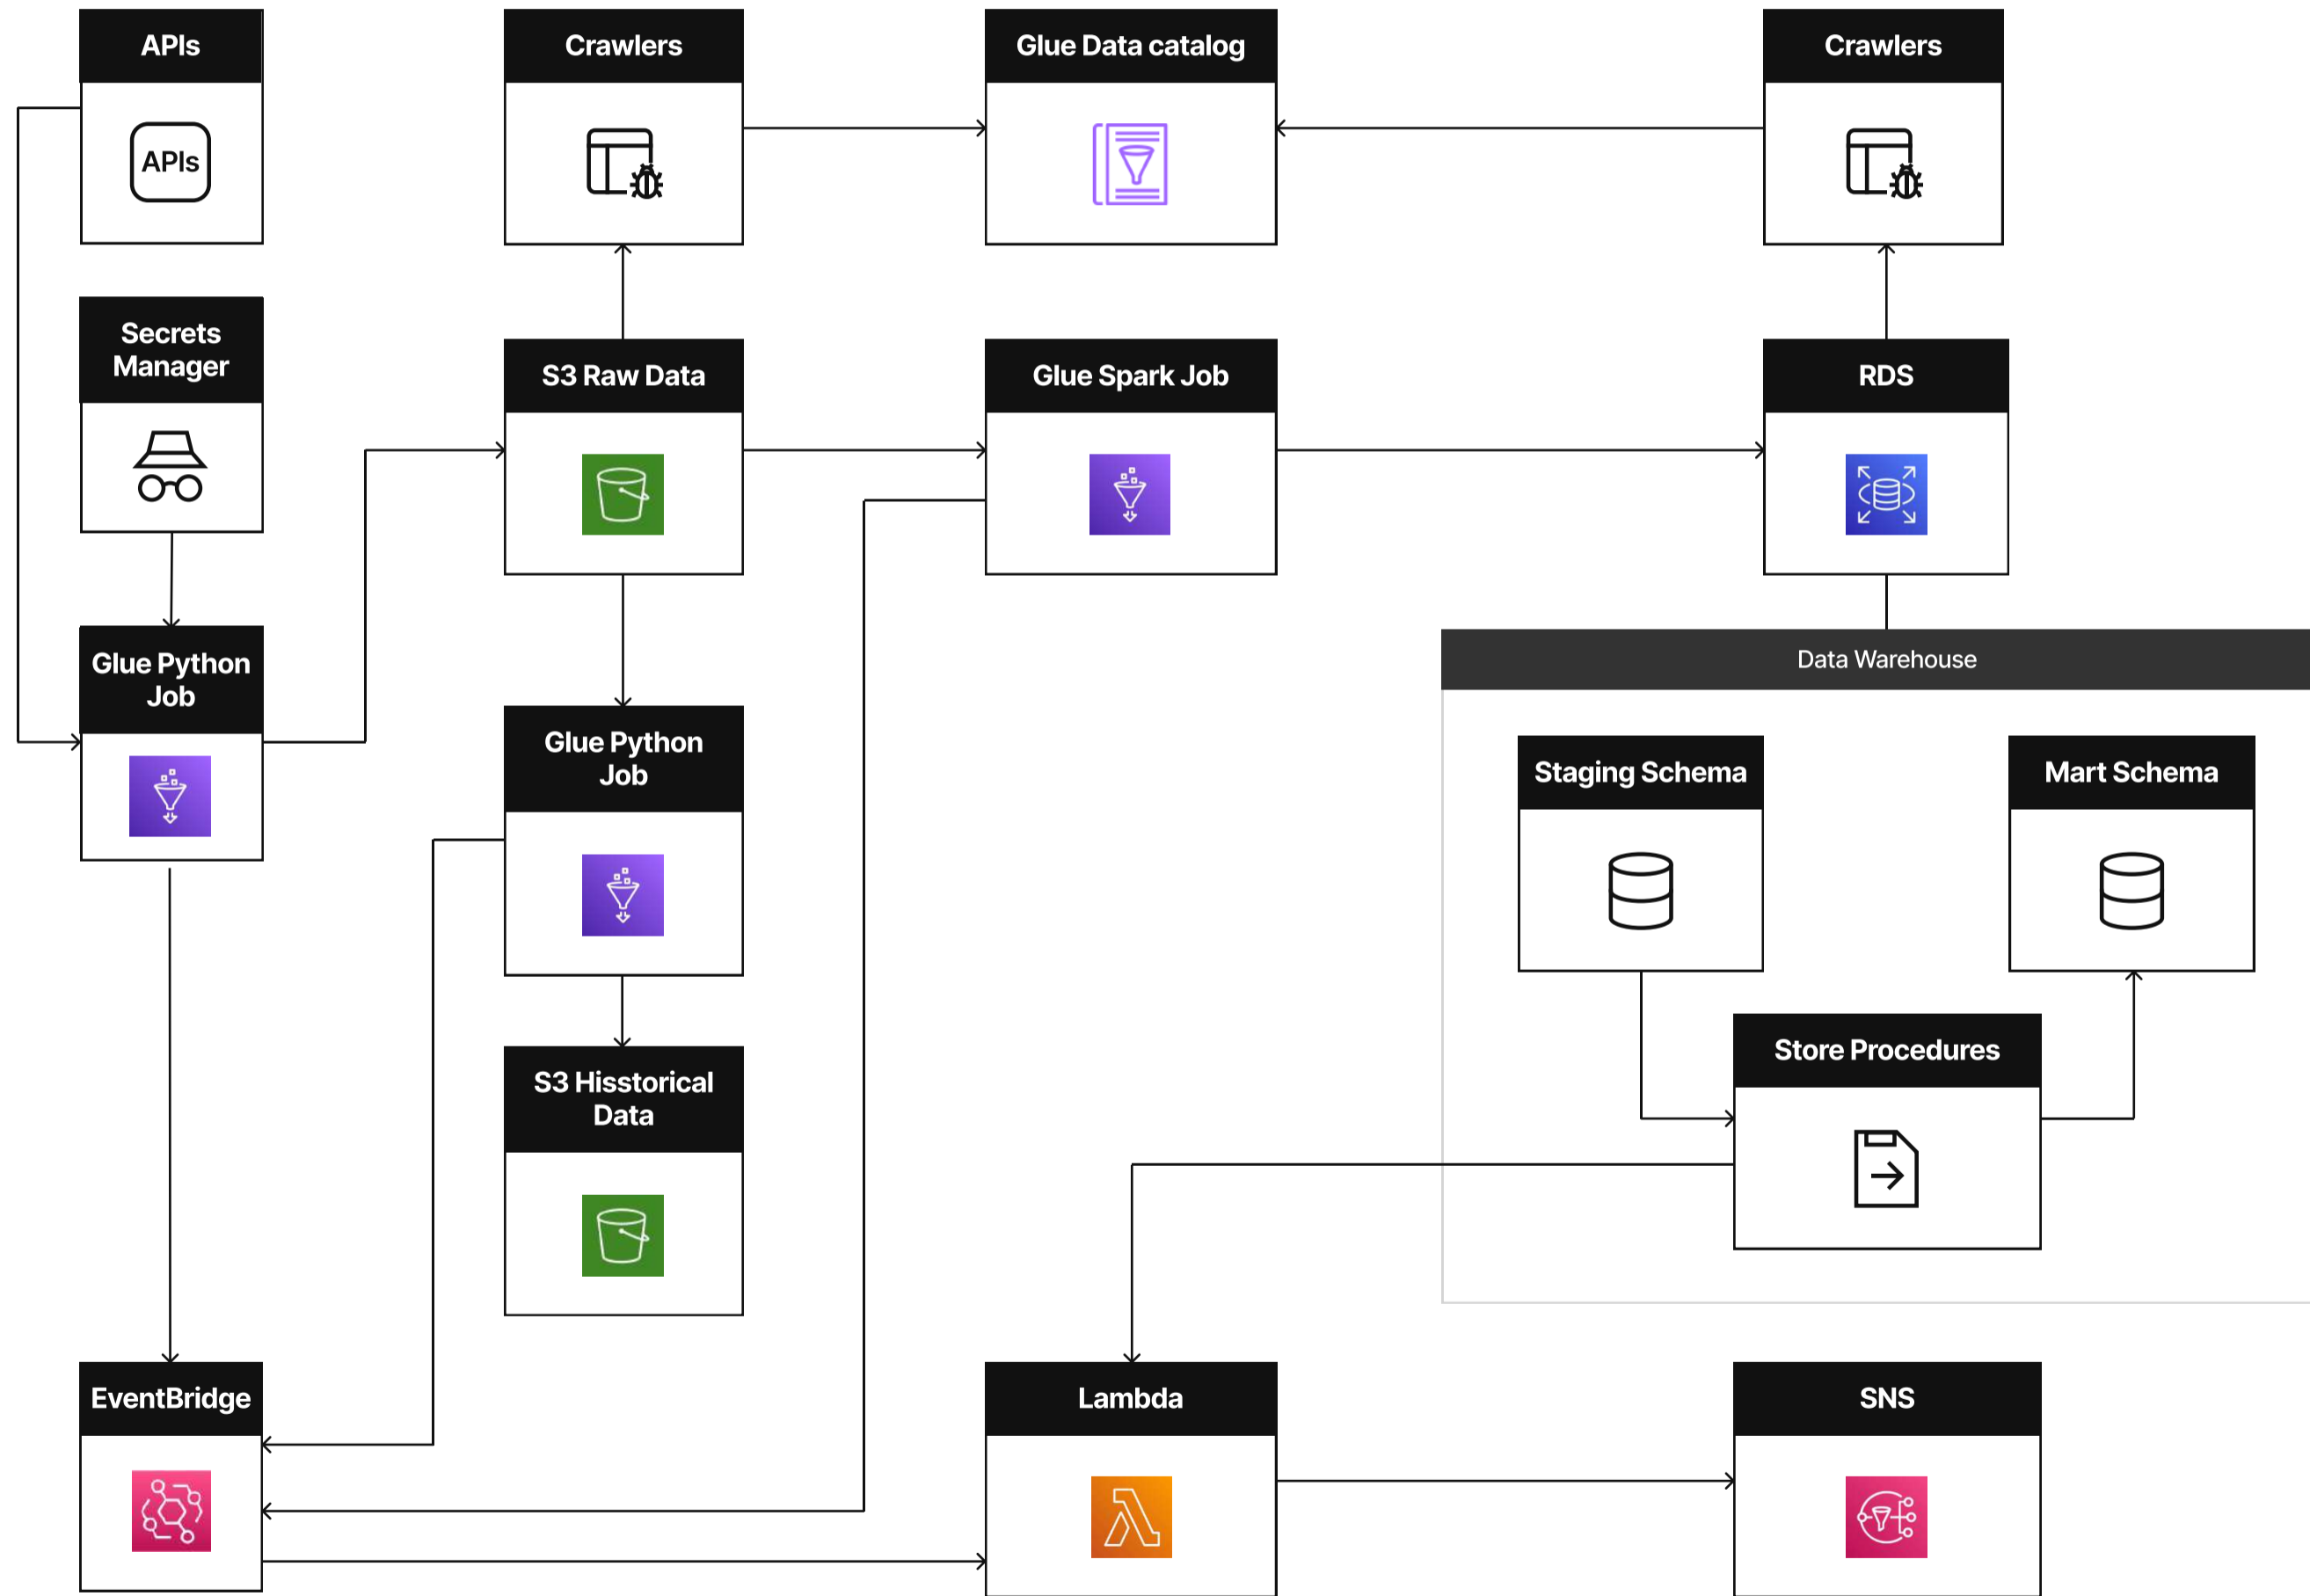 APIs
APIs
Crawlers
Glue Data catalog
Crawlers
Secrets
Manager
S3 Raw Data
Glue Spark Job
RDS
Glue Python
Job
Data Warehouse
Glue Python
Job
Staging Schema
Mart Schema
S3 Hisstorical
Data
Store Procedures
EventBridge
Lambda
SNS